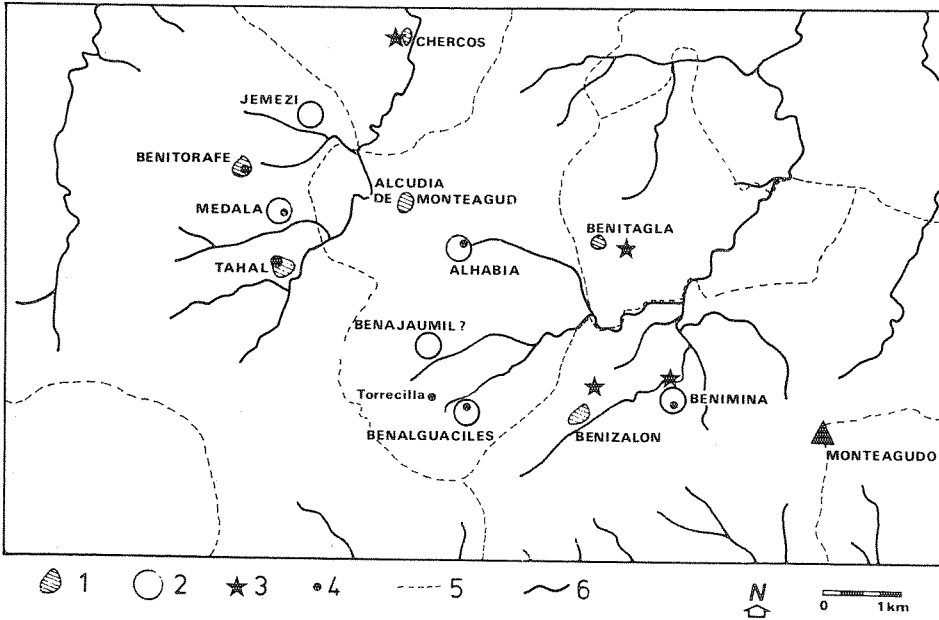 CHERCOS
JEMEZI
BENITORAFE
ALCUDIA
DE MONTEAGUD
MEDALA
BENITAGLA
TAHAL
ALHABIA
BENAJAUMIL?
Torrecilla
BENIMINA
BENALGUACILES
BENIZALON
MONTEAGUDO
1 2 3 4 5 6
N
0 1km